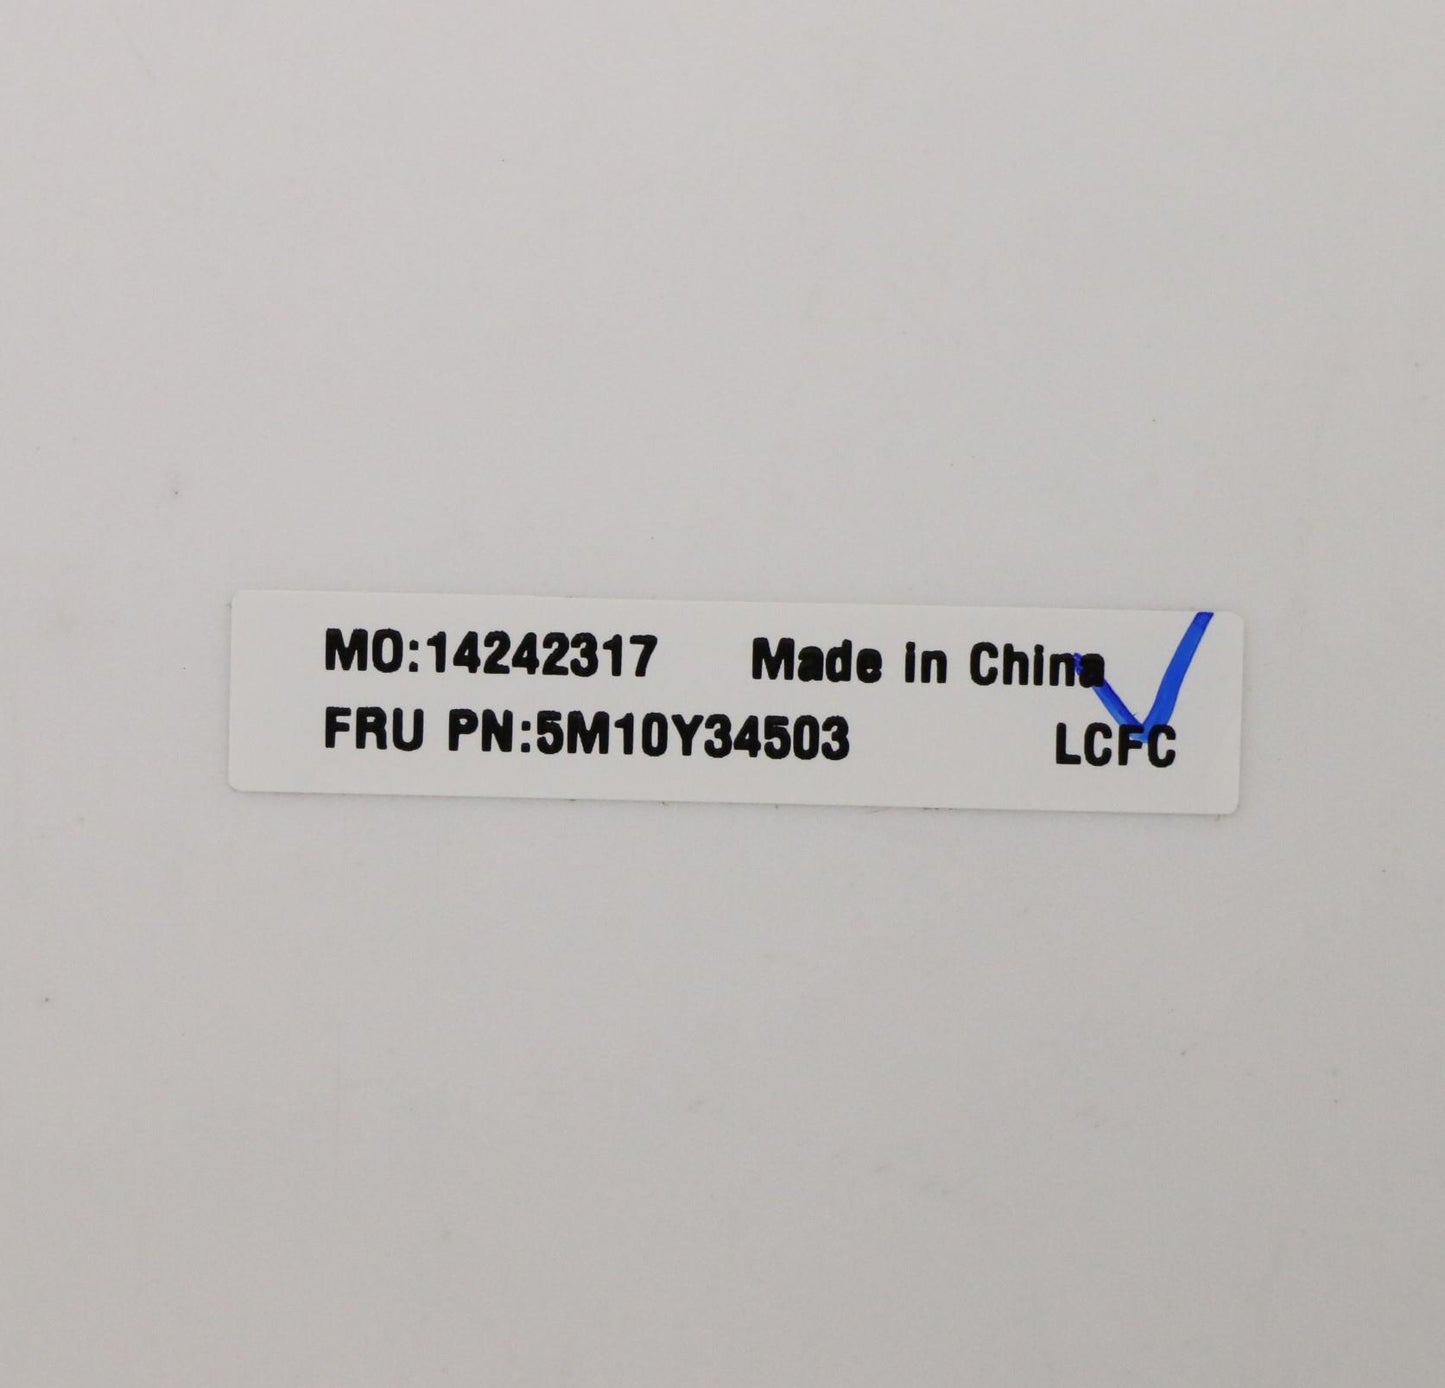 MO:14242317 Made in China
FRU PN:5M10Y34503 LCFC